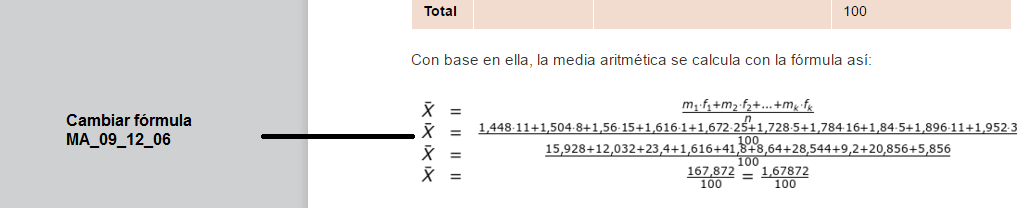 Total 100
Con base en ella, la media aritmética se calcula con la fórmula así:
X̄ = (m₁·f₁+m₂·f₂+...+mₖ·fₖ)/n
Cambiar fórmula
MA_09_12_06
X̄ = (1,448·11+1,504·8+1,56·15+1,616·1+1,672·25+1,728·5+1,784·16+1,84·5+1,896·11+1,952·3)/100
X̄ = (15,928+12,032+23,4+1,616+41,8+8,64+28,544+9,2+20,856+5,856)/100
X̄ = 167,872/100 = 1,67872/100